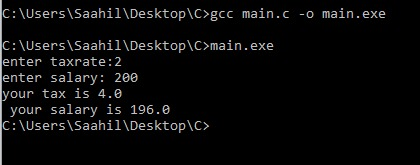 C:\Users\Saahil\Desktop\C>gcc main.c -o main.exe
C:\Users\Saahil\Desktop\C>main.exe
enter taxrate:2
enter salary: 200
your tax is 4.0
 your salary is 196.0
C:\Users\Saahil\Desktop\C>